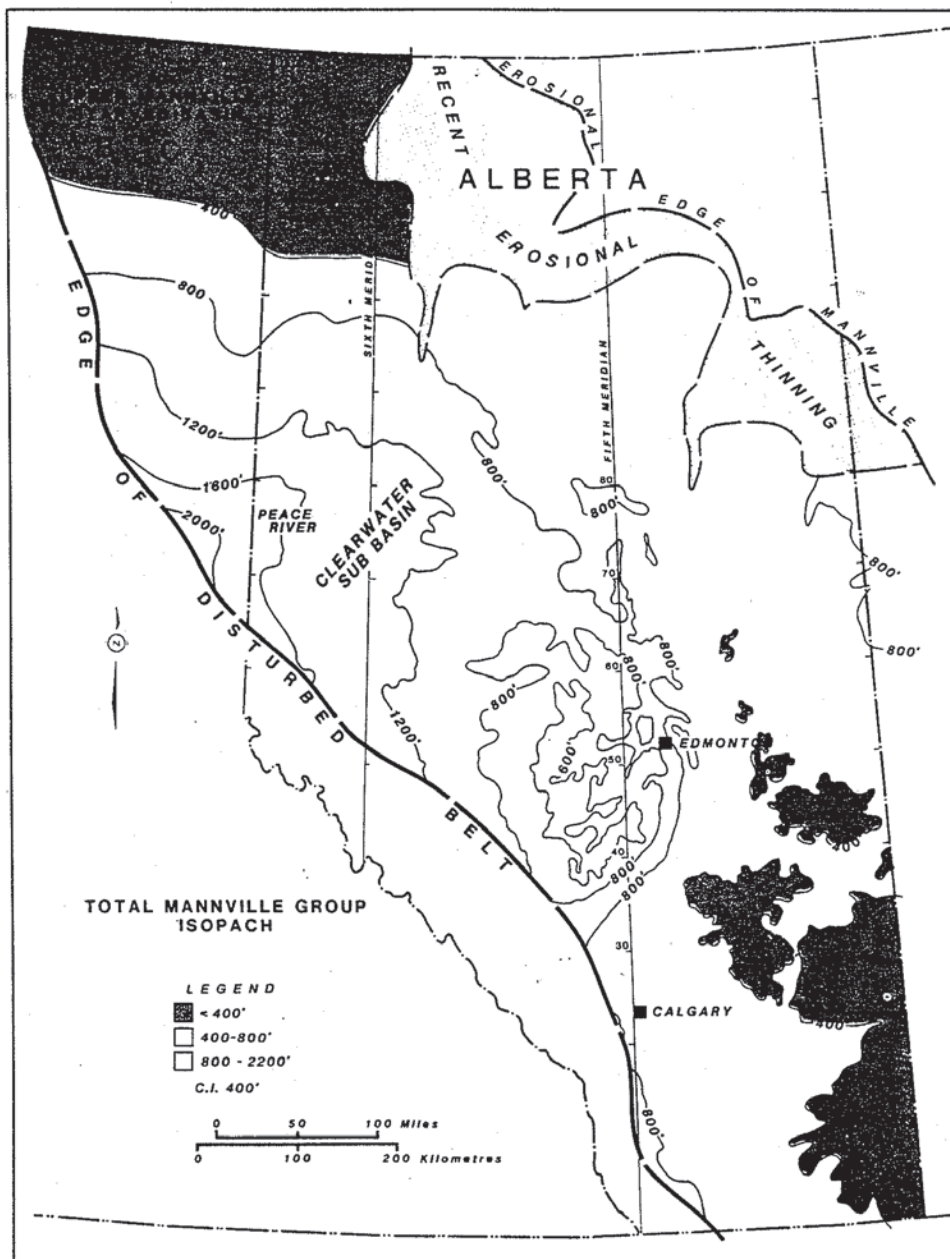 RECENT
EROSIONAL
ALBERTA
EDGE
EROSIONAL
OF
MANNVILLE
THINNING
400
800
SIXTH MERIDI
FIFTH MERIDIAN
EDGE
1200'
800'
1600'
80
800'
PEACE
RIVER
2000'
CLEARWATER
SUB BASIN
OF
70
800'
DISTURBED
800'
60
800'
800'
800'
1200'
EDMONTO
600'
50
BELT
40
400
800'
800'
TOTAL MANNVILLE GROUP
ISOPACH
30
LEGEND
< 400'
CALGARY
400
400-800'
800 - 2200'
C.I. 400'
800'
0 50 100 Miles
0 100 200 Kilometres